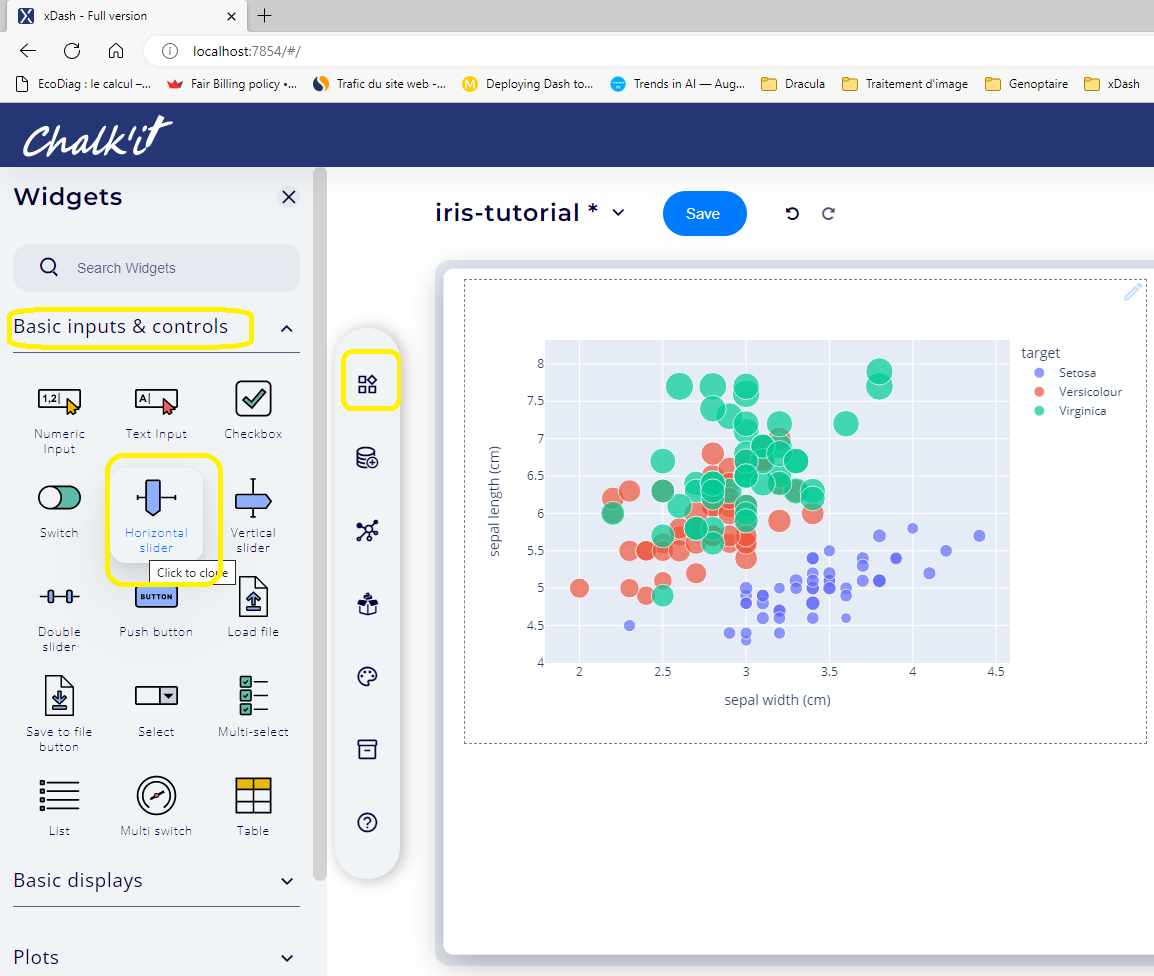 xDash - Full version
localhost:7854/#/
EcoDiag : le calcul –...
Fair Billing policy •...
Trafic du site web -...
Deploying Dash to...
Trends in AI — Aug...
Dracula
Traitement d'image
Genoptaire
xDash
Chalk'it
Widgets
iris-tutorial *
Save
Search Widgets
Basic inputs & controls
1,2|
A|
Numeric
Input
Text Input
Checkbox
Switch
Horizontal
slider
Vertical
slider
Click to close
BUTTON
Double
slider
Push button
Load file
Save to file
button
Select
Multi-select
List
Multi switch
Table
Basic displays
Plots
target
Setosa
Versicolour
Virginica
sepal length (cm)
8
7.5
7
6.5
6
5.5
5
4.5
4
2
2.5
3
3.5
4
4.5
sepal width (cm)